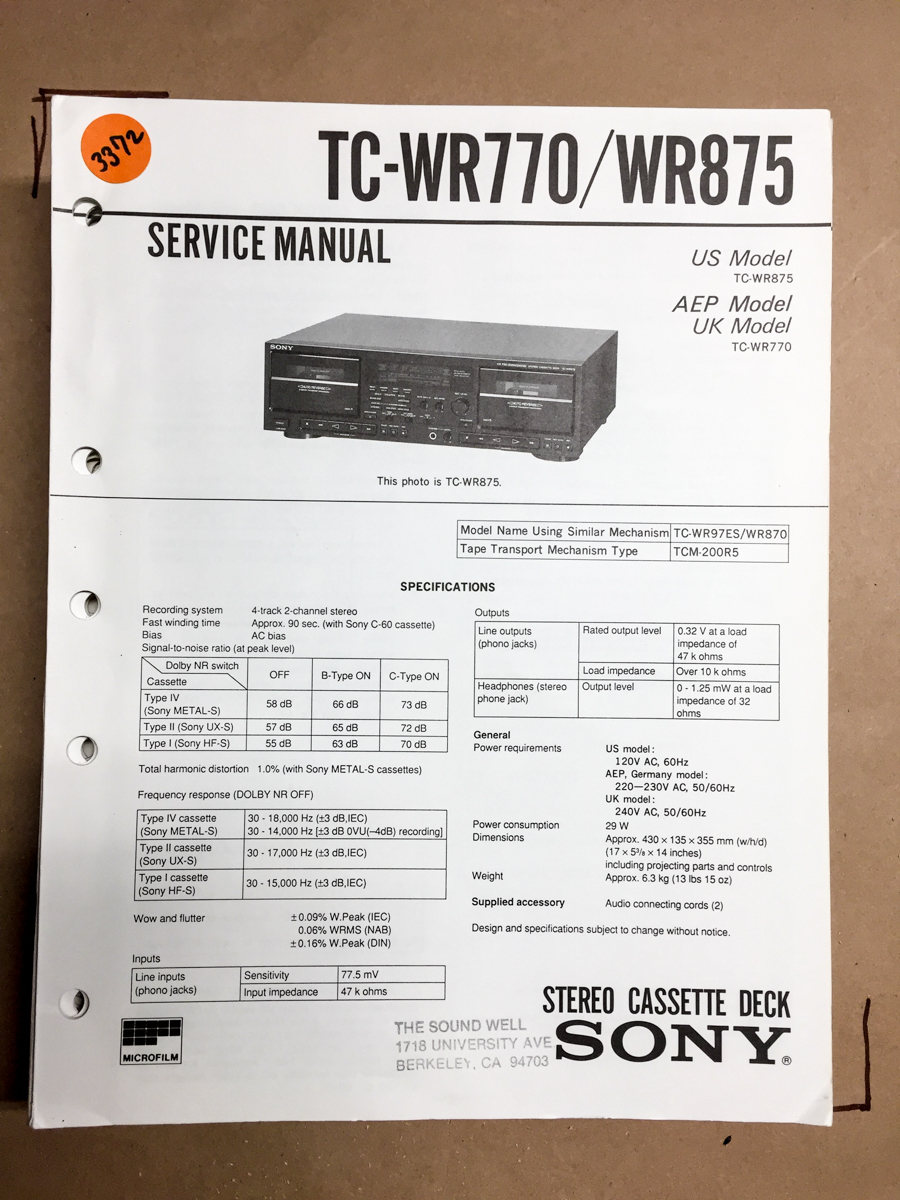 3372
TC-WR770/WR875
SERVICE MANUAL
US Model
TC-WR875
AEP Model
UK Model
TC-WR770
SONY
This photo is TC-WR875.
Model Name Using Similar Mechanism TC-WR97ES/WR870
Tape Transport Mechanism Type TCM-200R5
SPECIFICATIONS
Recording system 4-track 2-channel stereo
Fast winding time Approx. 90 sec. (with Sony C-60 cassette)
Bias AC bias
Signal-to-noise ratio (at peak level)
Dolby NR switch
Cassette
OFF B-Type ON C-Type ON
Type IV
(Sony METAL-S) 58 dB 66 dB 73 dB
Type II (Sony UX-S) 57 dB 65 dB 72 dB
Type I (Sony HF-S) 55 dB 63 dB 70 dB
Total harmonic distortion 1.0% (with Sony METAL-S cassettes)
Frequency response (DOLBY NR OFF)
Type IV cassette 30 - 18,000 Hz (±3 dB,IEC)
(Sony METAL-S) 30 - 14,000 Hz [±3 dB 0VU(–4dB) recording]
Type II cassette
(Sony UX-S) 30 - 17,000 Hz (±3 dB,IEC)
Type I cassette
(Sony HF-S) 30 - 15,000 Hz (±3 dB,IEC)
Wow and flutter ±0.09% W.Peak (IEC)
0.06% WRMS (NAB)
±0.16% W.Peak (DIN)
Inputs
Line inputs
(phono jacks)
Sensitivity 77.5 mV
Input impedance 47 k ohms
Outputs
Line outputs
(phono jacks)
Rated output level 0.32 V at a load
impedance of
47 k ohms
Load impedance Over 10 k ohms
Headphones (stereo
phone jack)
Output level 0 - 1.25 mW at a load
impedance of 32
ohms
General
Power requirements US model:
120V AC, 60Hz
AEP, Germany model:
220—230V AC, 50/60Hz
UK model:
240V AC, 50/60Hz
Power consumption 29 W
Dimensions Approx. 430 × 135 × 355 mm (w/h/d)
(17 × 5³/₈ × 14 inches)
including projecting parts and controls
Weight Approx. 6.3 kg (13 lbs 15 oz)
Supplied accessory Audio connecting cords (2)
Design and specifications subject to change without notice.
MICROFILM
THE SOUND WELL
1718 UNIVERSITY AVE
BERKELEY, CA 94703
STEREO CASSETTE DECK
SONY®